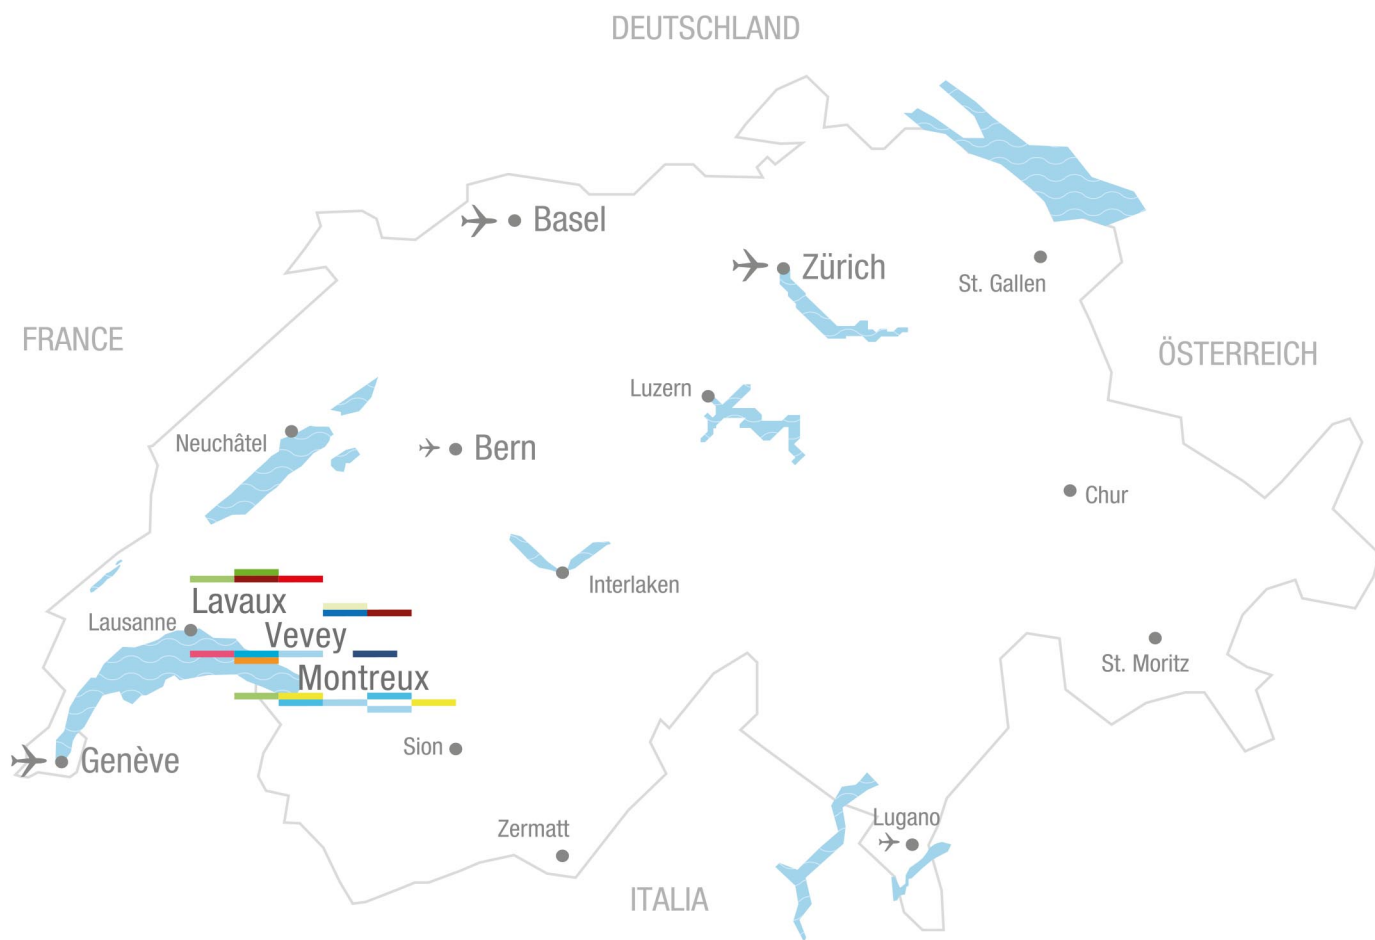 DEUTSCHLAND
Basel
Zürich
St. Gallen
FRANCE
ÖSTERREICH
Luzern
Neuchâtel
Bern
Chur
Interlaken
Lavaux
Lausanne
Vevey
St. Moritz
Montreux
Sion
Genève
Lugano
Zermatt
ITALIA